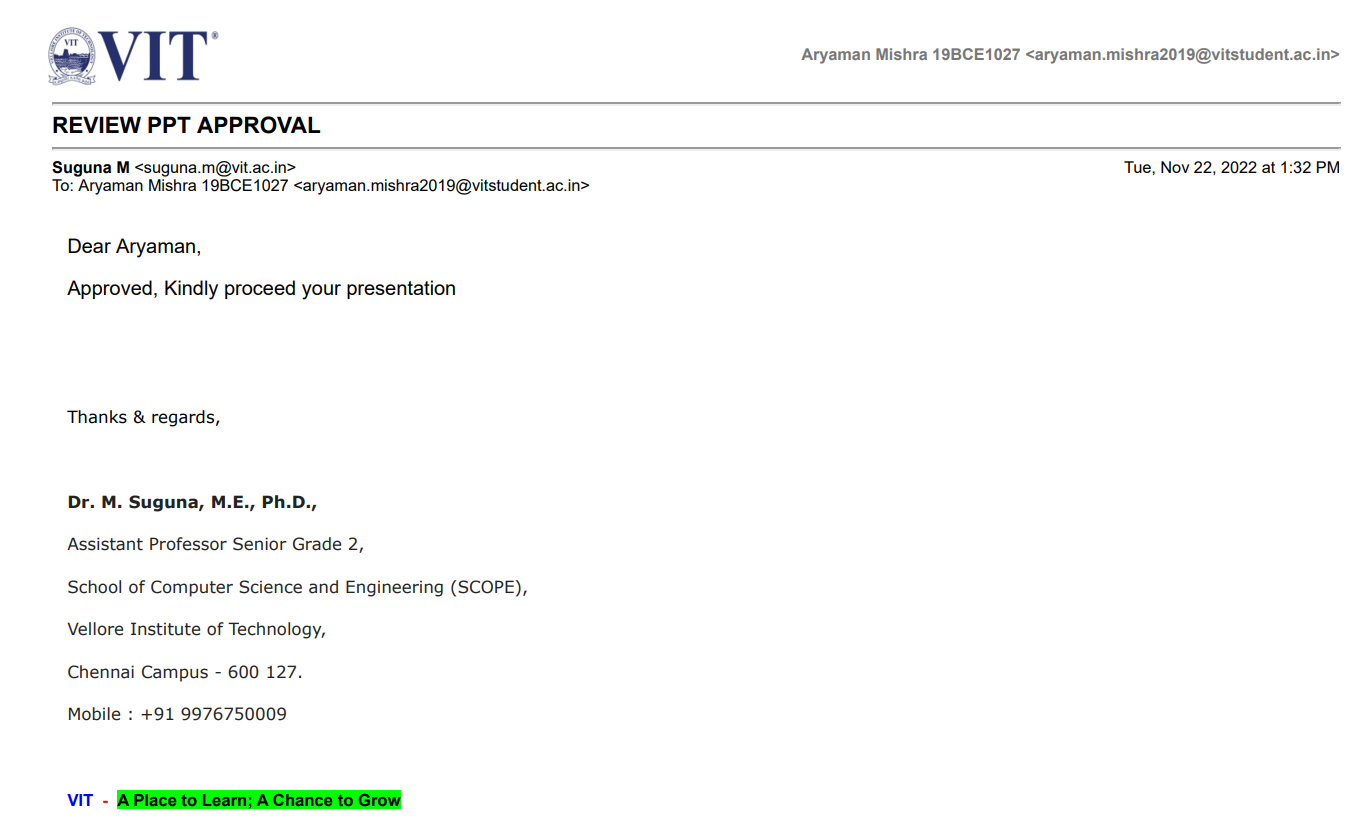 VIT
VIT®
Aryaman Mishra 19BCE1027 <aryaman.mishra2019@vitstudent.ac.in>
REVIEW PPT APPROVAL
Suguna M <suguna.m@vit.ac.in>
Tue, Nov 22, 2022 at 1:32 PM
To: Aryaman Mishra 19BCE1027 <aryaman.mishra2019@vitstudent.ac.in>
Dear Aryaman,
Approved, Kindly proceed your presentation
Thanks & regards,
Dr. M. Suguna, M.E., Ph.D.,
Assistant Professor Senior Grade 2,
School of Computer Science and Engineering (SCOPE),
Vellore Institute of Technology,
Chennai Campus - 600 127.
Mobile : +91 9976750009
VIT - A Place to Learn; A Chance to Grow